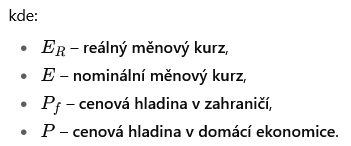 kde:
• E_R – reálný měnový kurz,
• E – nominální měnový kurz,
• P_f – cenová hladina v zahraničí,
• P – cenová hladina v domácí ekonomice.